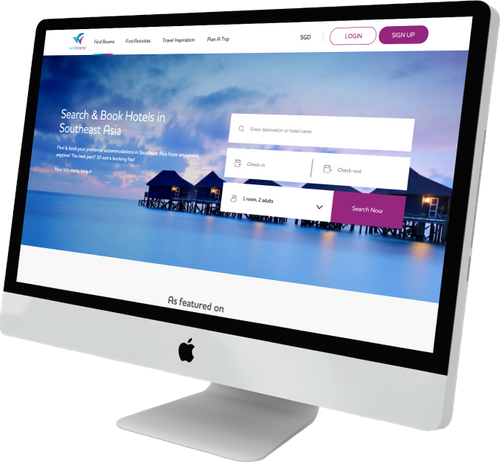 Find Rooms
Find Activities
Travel Inspiration
Plan A Trip
SGD
LOGIN
SIGN UP
Search & Book Hotels in
Southeast Asia
Find & book your preferred accommodations in Southeast Asia from anywhere,
anytime! The best part? $0 extra booking fee!
Your trip starts here
Enter destination or hotel name
Check-in
Check-out
1 room, 2 adults
Search Now
As featured on